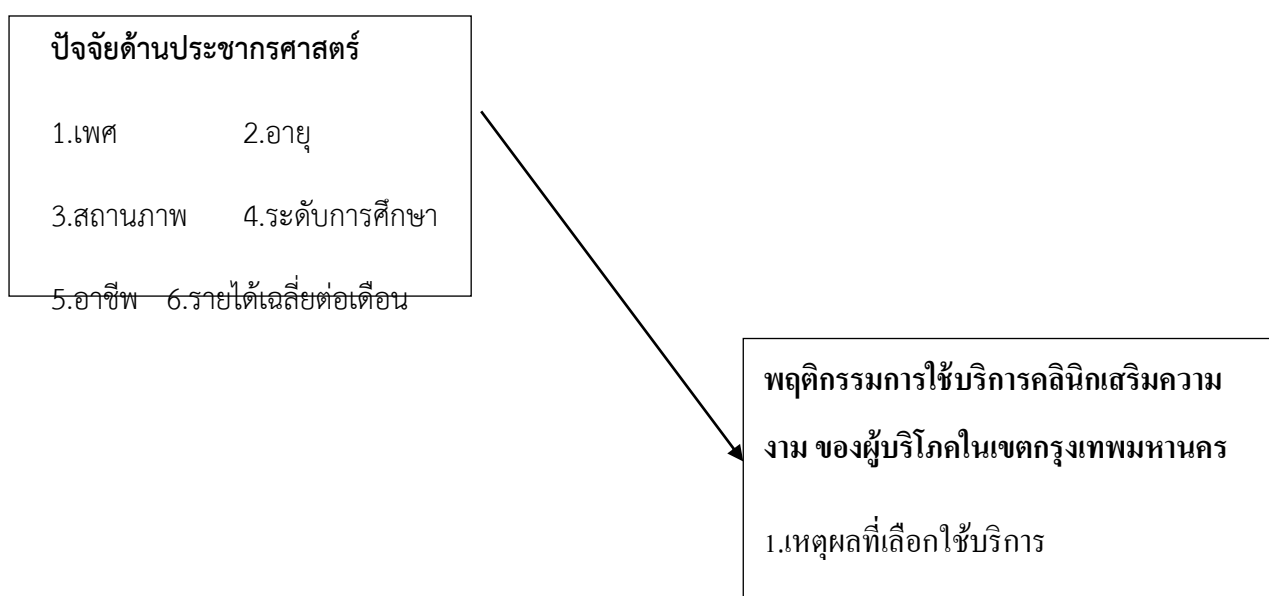 ปัจจัยด้านประชากรศาสตร์
1.เพศ 2.อายุ
3.สถานภาพ 4.ระดับการศึกษา
5.อาชีพ 6.รายได้เฉลี่ยต่อเดือน
พฤติกรรมการใช้บริการคลินิกเสริมความ
งาม ของผู้บริโภคในเขตกรุงเทพมหานคร
1.เหตุผลที่เลือกใช้บริการ